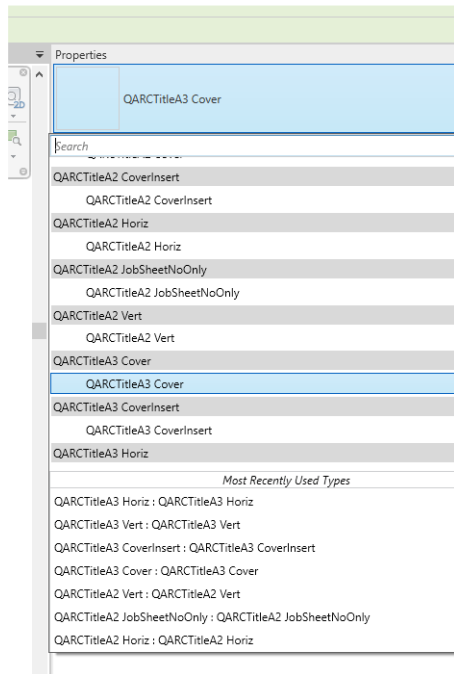 Properties
2D
QARCTitleA3 Cover
Search
QARCTitleA2 CoverInsert
QARCTitleA2 CoverInsert
QARCTitleA2 Horiz
QARCTitleA2 Horiz
QARCTitleA2 JobSheetNoOnly
QARCTitleA2 JobSheetNoOnly
QARCTitleA2 Vert
QARCTitleA2 Vert
QARCTitleA3 Cover
QARCTitleA3 Cover
QARCTitleA3 CoverInsert
QARCTitleA3 CoverInsert
QARCTitleA3 Horiz
Most Recently Used Types
QARCTitleA3 Horiz : QARCTitleA3 Horiz
QARCTitleA3 Vert : QARCTitleA3 Vert
QARCTitleA3 CoverInsert : QARCTitleA3 CoverInsert
QARCTitleA3 Cover : QARCTitleA3 Cover
QARCTitleA2 Vert : QARCTitleA2 Vert
QARCTitleA2 JobSheetNoOnly : QARCTitleA2 JobSheetNoOnly
QARCTitleA2 Horiz : QARCTitleA2 Horiz